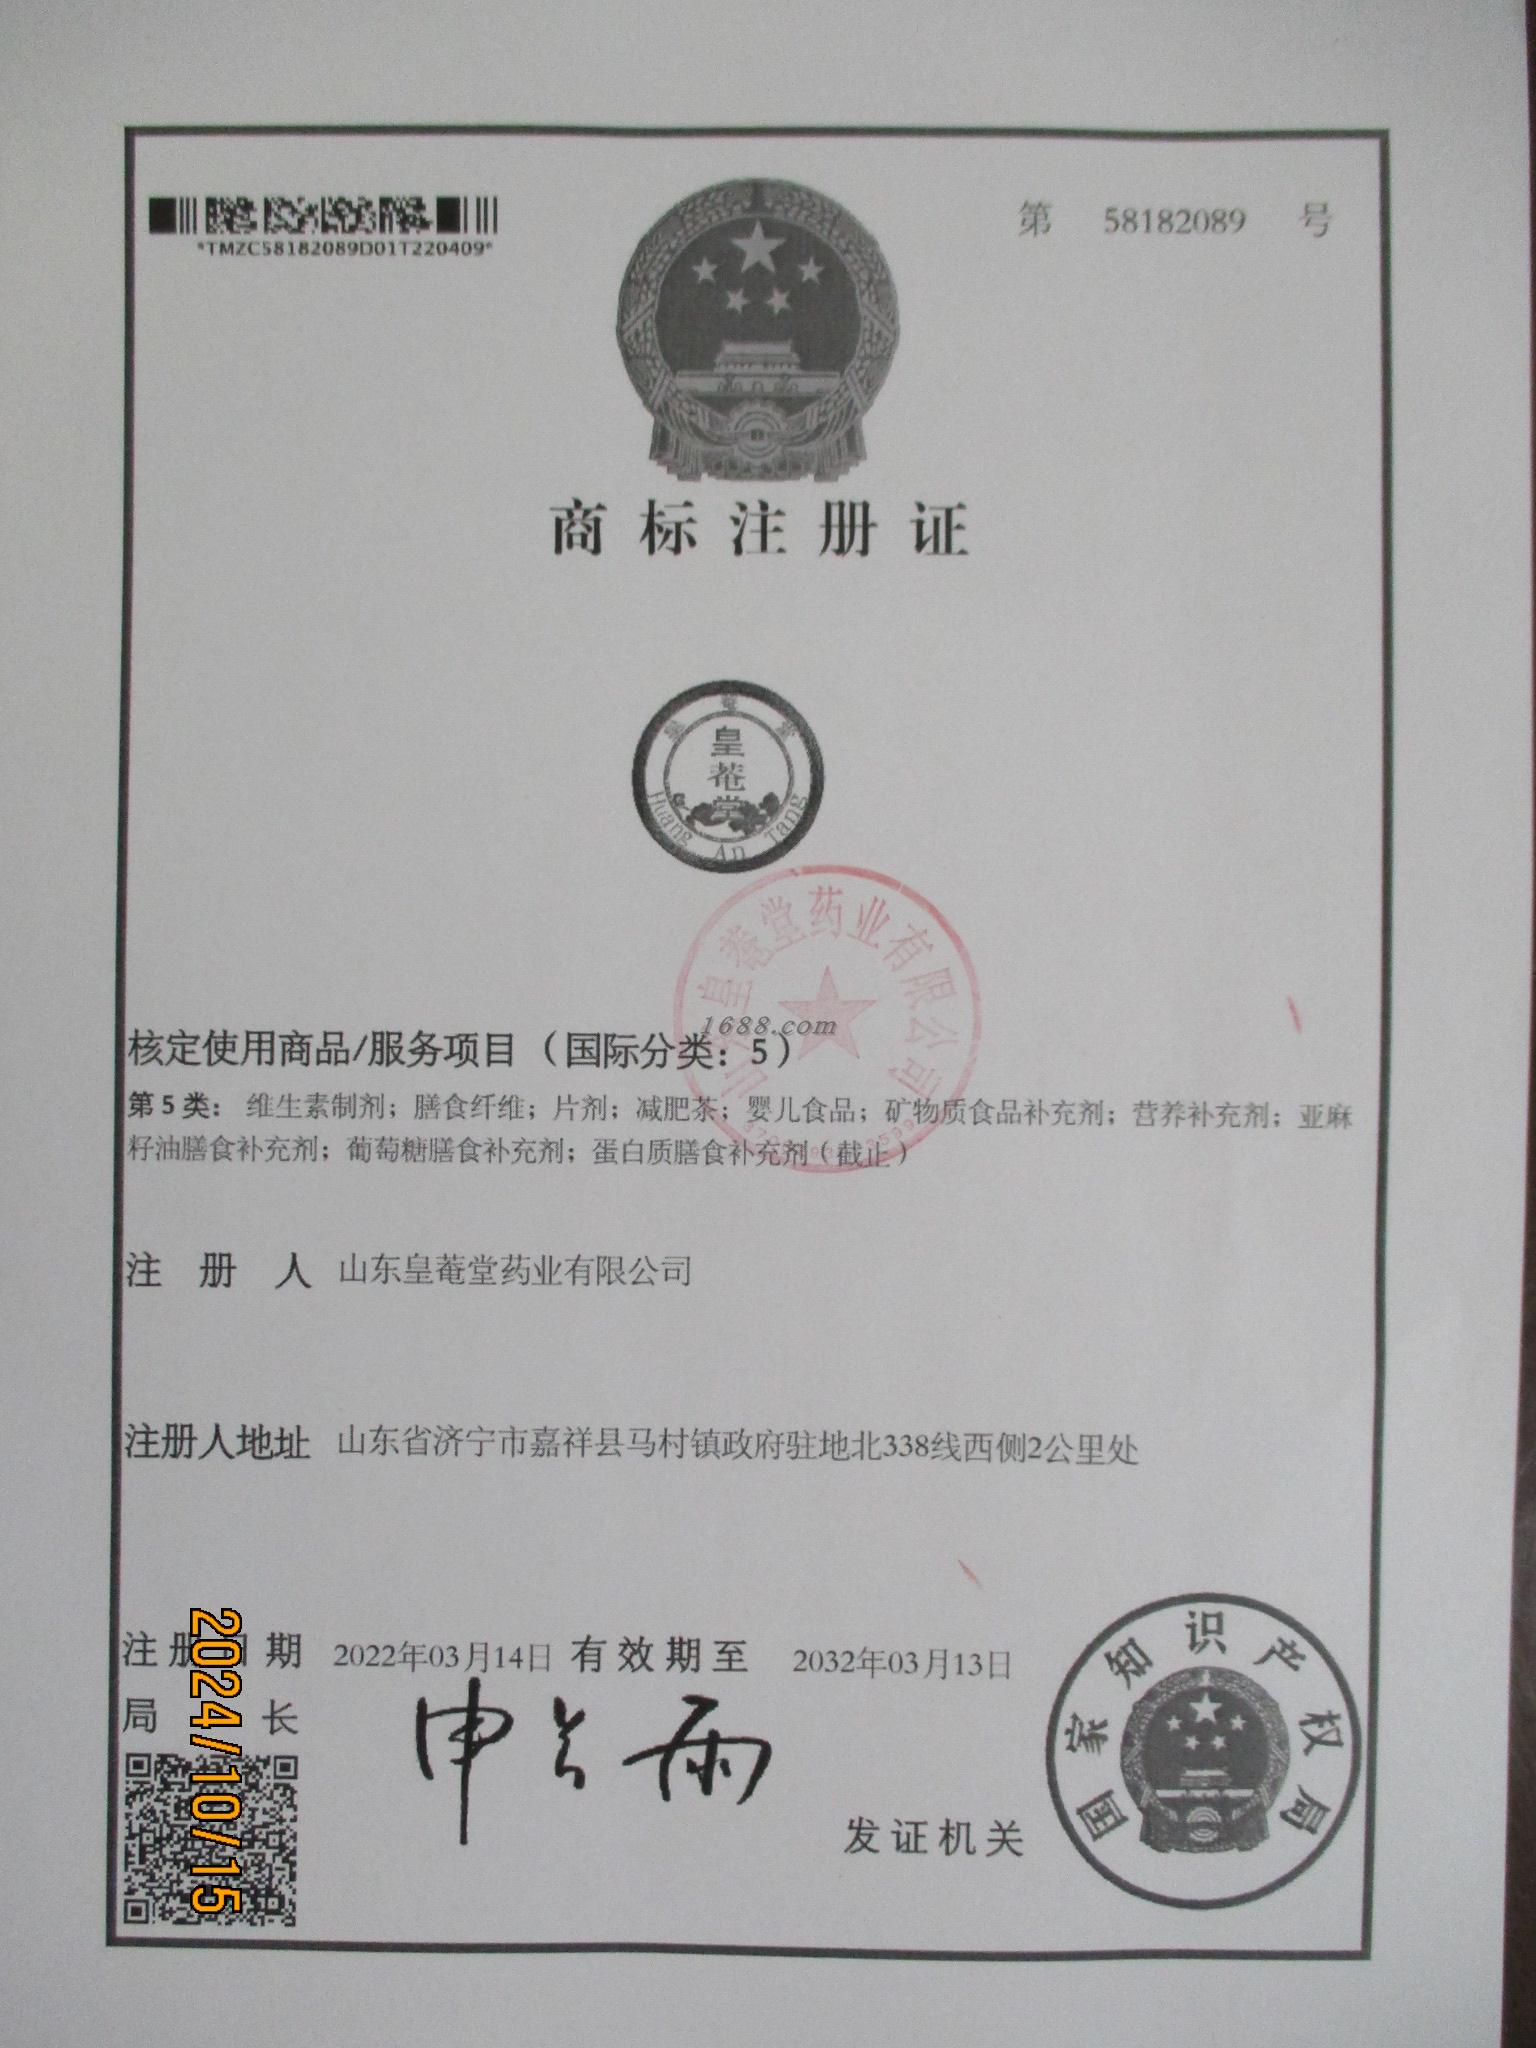 *TMZC58182089D01T220409*
第 58182089 号
商标注册证
皇菴堂
皇菴堂
Huang An Tang
山东皇菴堂药业有限公司
1688.com
核定使用商品/服务项目（国际分类：5）
第5类：维生素制剂；膳食纤维；片剂；减肥茶；婴儿食品；矿物质食品补充剂；营养补充剂；亚麻
籽油膳食补充剂；葡萄糖膳食补充剂；蛋白质膳食补充剂（截止）
注册人 山东皇菴堂药业有限公司
注册人地址 山东省济宁市嘉祥县马村镇政府驻地北338线西侧2公里处
注册日期 2022年03月14日 有效期至 2032年03月13日
局长 申长雨
发证机关
国家知识产权局
2024/10/15